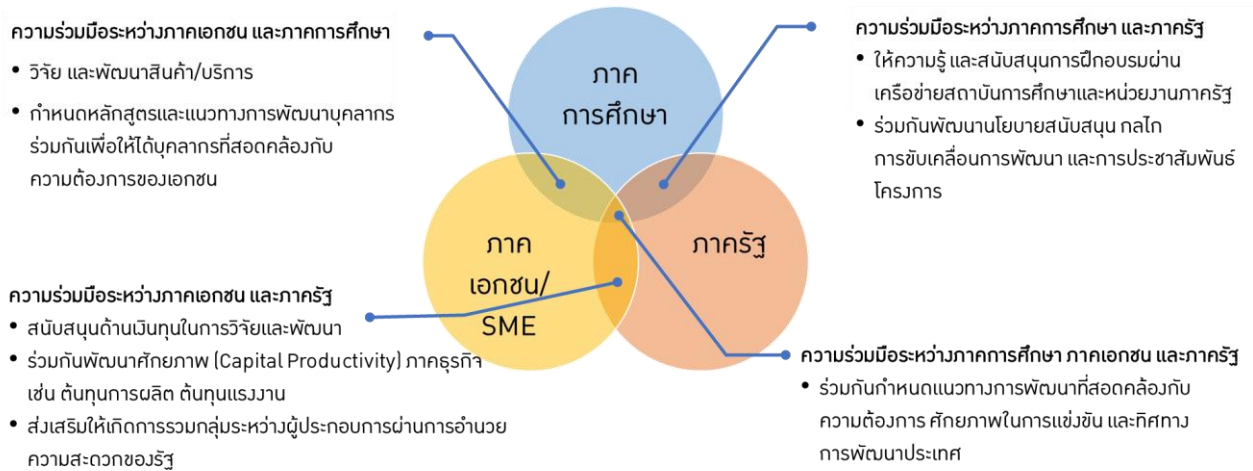 ความร่วมมือระหว่างภาคเอกชน และภาคการศึกษา
• วิจัย และพัฒนาสินค้า/บริการ
• กำหนดหลักสูตรและแนวทางการพัฒนาบุคลากร
ร่วมกันเพื่อให้ได้บุคลากรที่สอดคล้องกับ
ความต้องการของเอกชน
ภาค
การศึกษา
ความร่วมมือระหว่างภาคการศึกษา และภาครัฐ
• ให้ความรู้ และสนับสนุนการฝึกอบรมผ่าน
เครือข่ายสถาบันการศึกษาและหน่วยงานภาครัฐ
• ร่วมกันพัฒนานโยบายสนับสนุน กลไก
การขับเคลื่อนการพัฒนา และการประชาสัมพันธ์
โครงการ
ภาค
เอกชน/
SME
ภาครัฐ
ความร่วมมือระหว่างภาคเอกชน และภาครัฐ
• สนับสนุนด้านเงินทุนในการวิจัยและพัฒนา
• ร่วมกันพัฒนาศักยภาพ (Capital Productivity) ภาคธุรกิจ
เช่น ต้นทุนการผลิต ต้นทุนแรงงาน
• ส่งเสริมให้เกิดการรวมกลุ่มระหว่างผู้ประกอบการผ่านการอำนวย
ความสะดวกของรัฐ
ความร่วมมือระหว่างภาคการศึกษา ภาคเอกชน และภาครัฐ
• ร่วมกันกำหนดแนวทางการพัฒนาที่สอดคล้องกับ
ความต้องการ ศักยภาพในการแข่งขัน และทิศทาง
การพัฒนาประเทศ